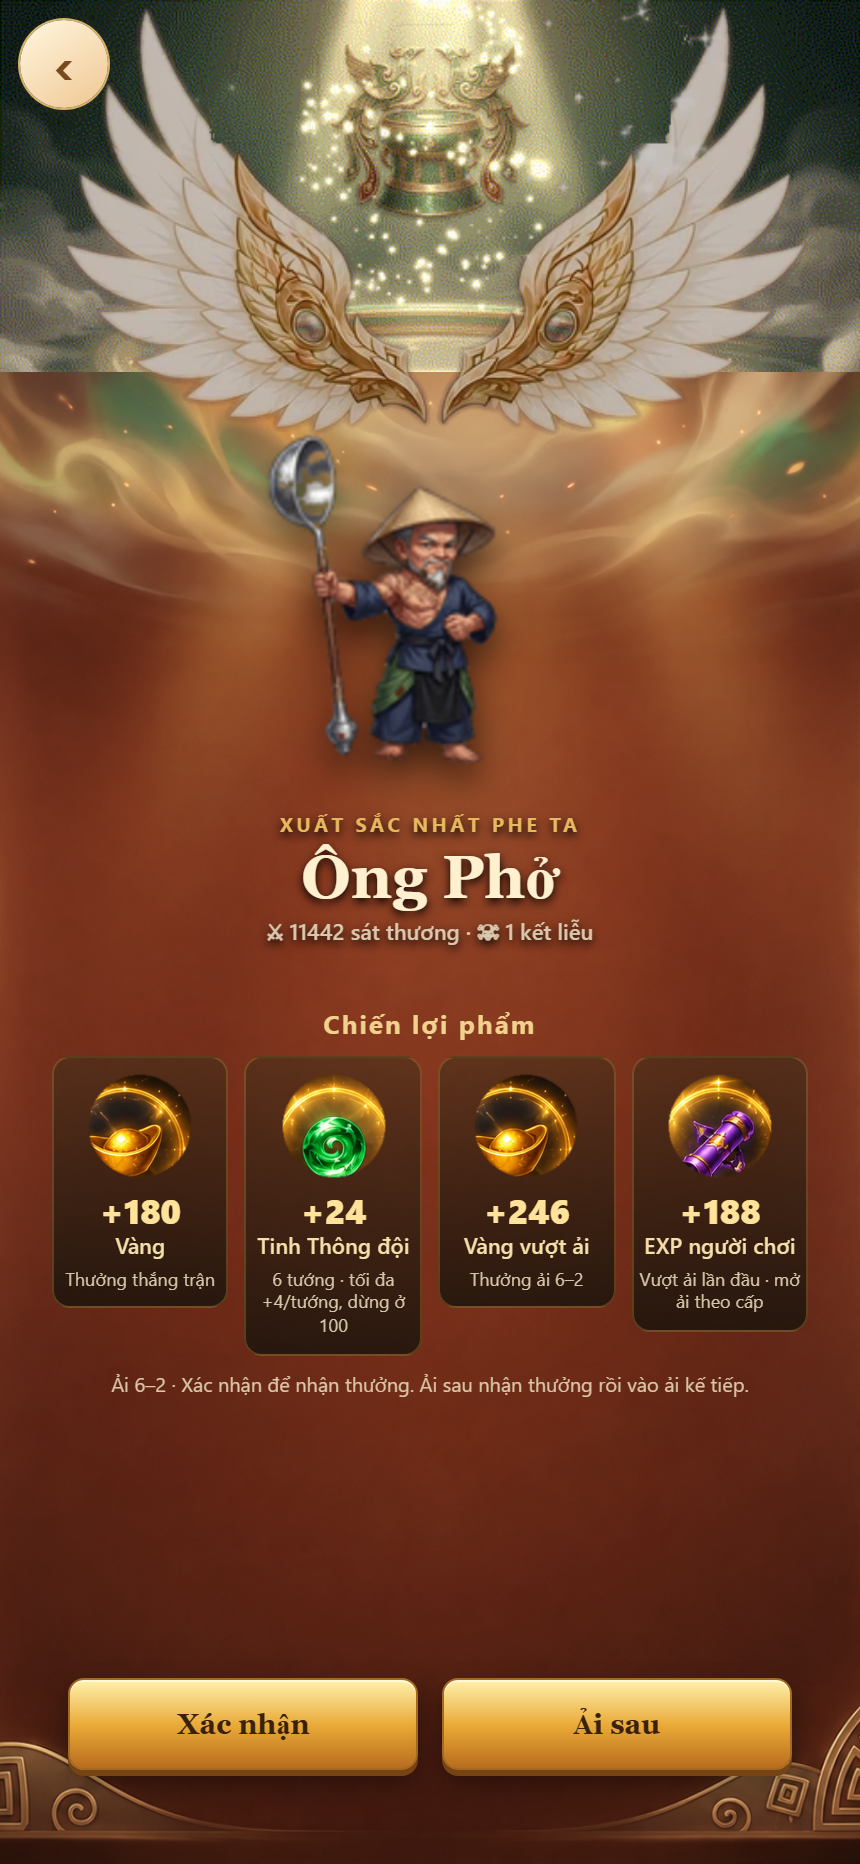 XUẤT SẮC NHẤT PHE TA
Ông Phở
⚔ 11442 sát thương · ☠ 1 kết liễu
Chiến lợi phẩm
+180
Vàng
Thưởng thắng trận
+24
Tinh Thông đội
6 tướng · tối đa
+4/tướng, dừng ở
100
+246
Vàng vượt ải
Thưởng ải 6–2
+188
EXP người chơi
Vượt ải lần đầu · mở
ải theo cấp
Ải 6–2 · Xác nhận để nhận thưởng. Ải sau nhận thưởng rồi vào ải kế tiếp.
Xác nhận
Ải sau